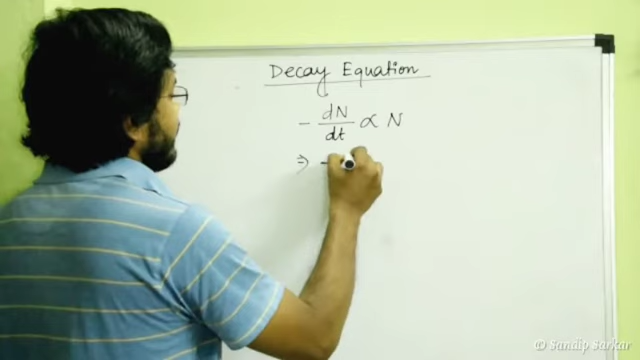 Decay Equation
- dN/dt ∝ N
⇒ -
© Sandip Sarkar